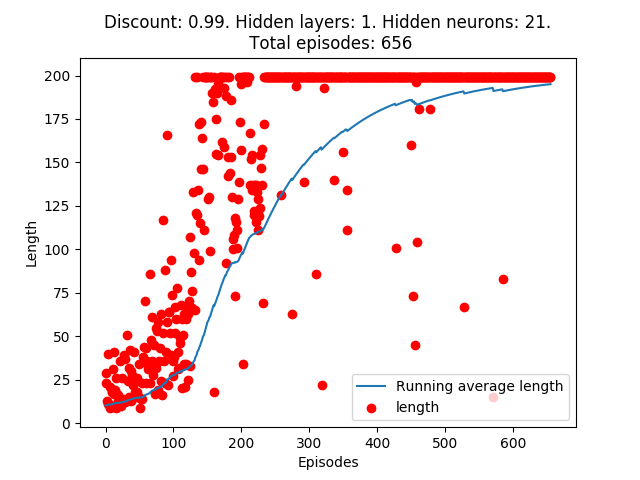 Discount: 0.99. Hidden layers: 1. Hidden neurons: 21.
Total episodes: 656
200
175
150
125
100
75
50
25
0
Length
0 100 200 300 400 500 600
Episodes
Running average length
length